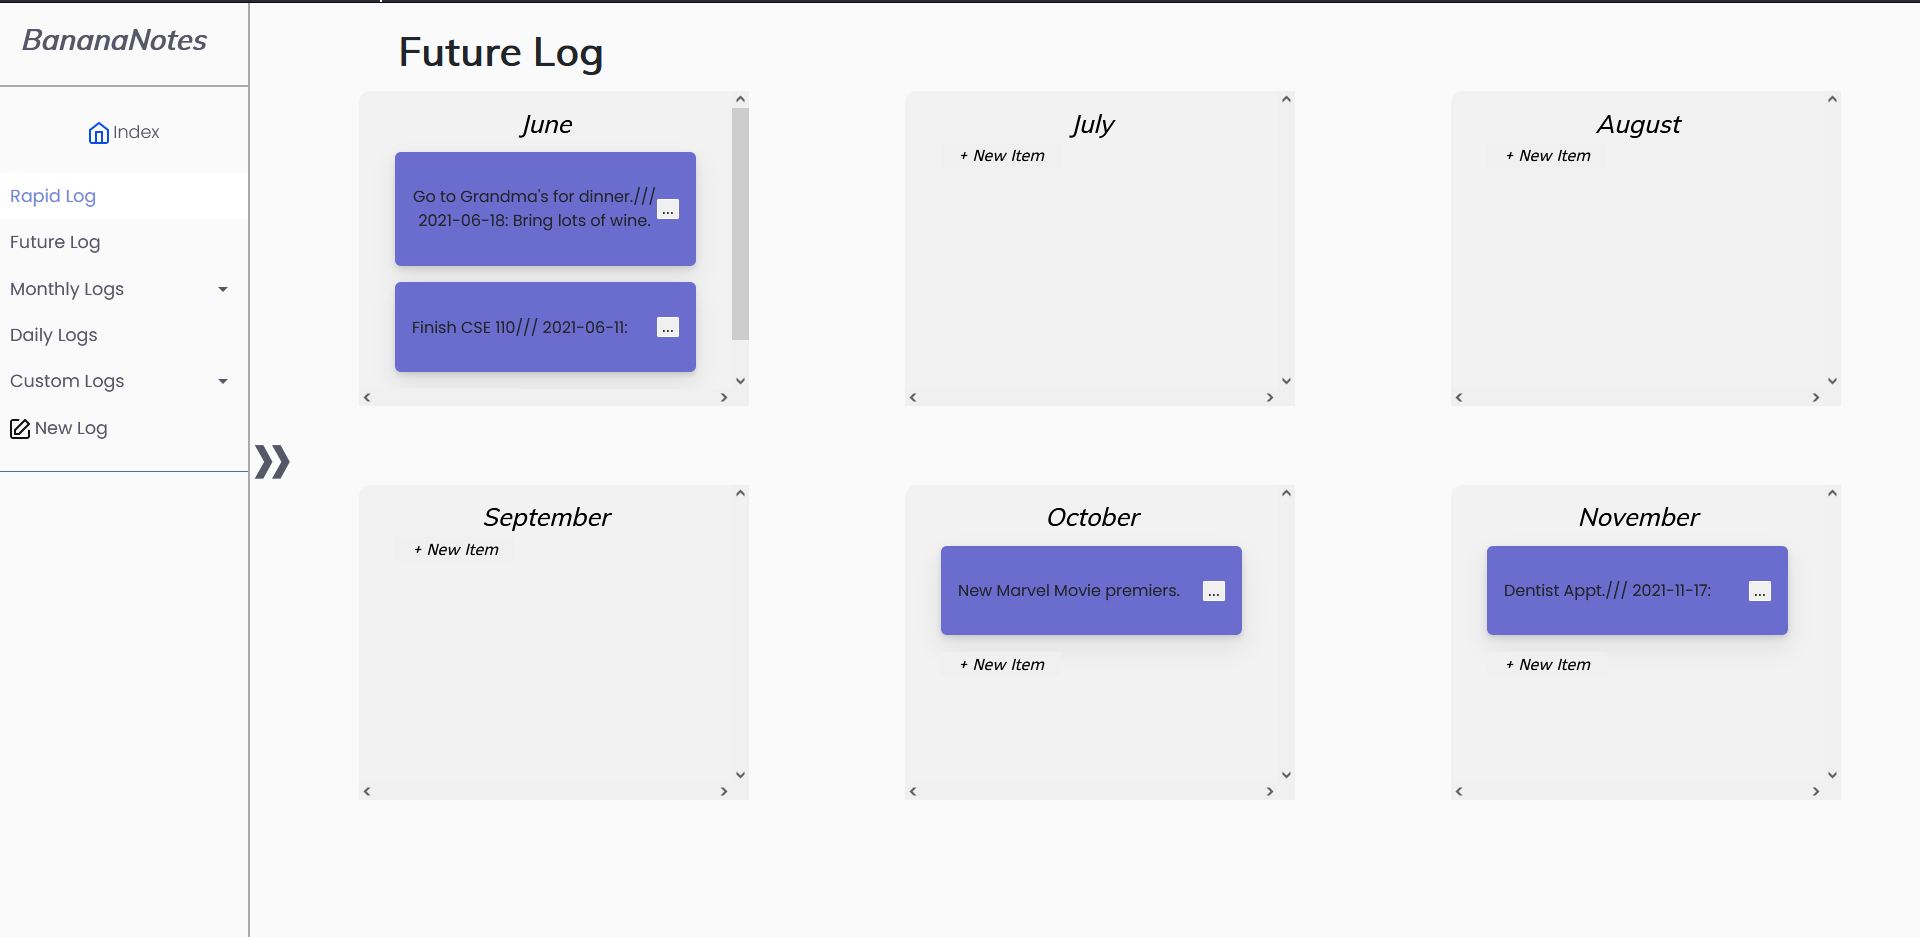 BananaNotes
Index
Rapid Log
Future Log
Monthly Logs
Daily Logs
Custom Logs
New Log
Future Log
June
Go to Grandma's for dinner.///
2021-06-18: Bring lots of wine.
...
Finish CSE 110/// 2021-06-11:
...
July
+ New Item
August
+ New Item
September
+ New Item
October
New Marvel Movie premiers.
...
+ New Item
November
Dentist Appt./// 2021-11-17:
...
+ New Item